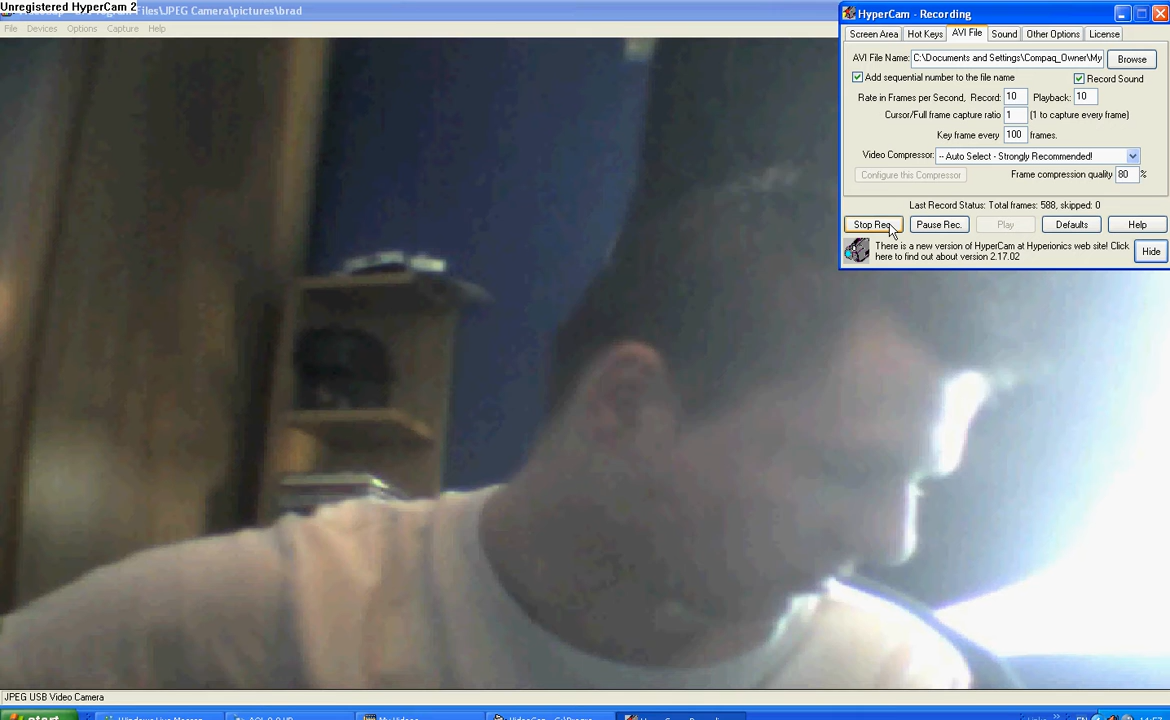 Unregistered HyperCam 2
Files\JPEG Camera\pictures\brad
File Devices Options Capture Help
HyperCam - Recording
Screen Area Hot Keys AVI File Sound Other Options License
AVI File Name: C:\Documents and Settings\Compaq_Owner\My Browse
Add sequential number to the file name Record Sound
Rate in Frames per Second, Record: 10 Playback: 10
Cursor/Full frame capture ratio 1 (1 to capture every frame)
Key frame every 100 frames.
Video Compressor: -- Auto Select - Strongly Recommended!
Configure this Compressor Frame compression quality 80 %
Last Record Status: Total frames: 588, skipped: 0
Stop Rec. Pause Rec. Play Defaults Help
There is a new version of HyperCam at Hyperionics web site! Click
here to find out about version 2.17.02
Hide
JPEG USB Video Camera
start